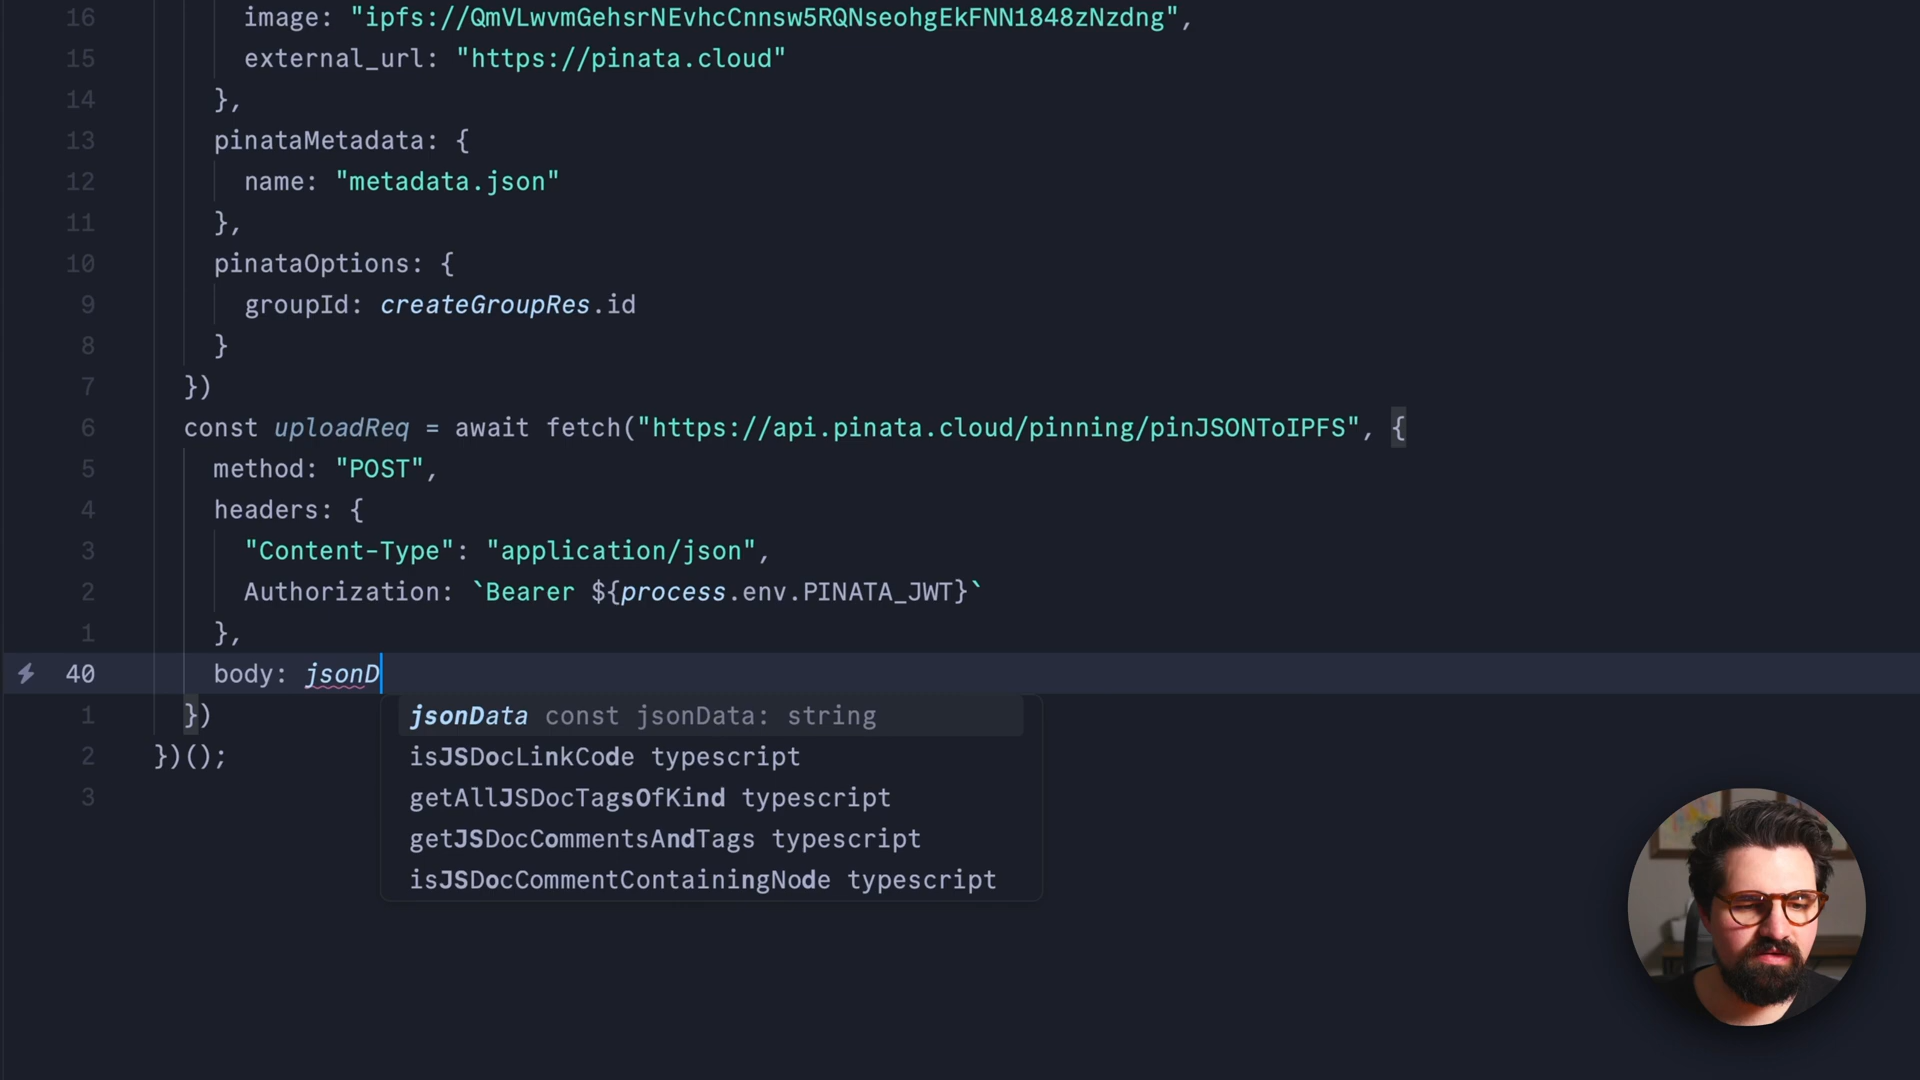 16 image: "ipfs://QmVLwvmGehsrNEvhcCnnsw5RQNseohgEkFNN1848zNzdng",
15 external_url: "https://pinata.cloud"
14 },
13 pinataMetadata: {
12 name: "metadata.json"
11 },
10 pinataOptions: {
9 groupId: createGroupRes.id
8 }
7 })
6 const uploadReq = await fetch("https://api.pinata.cloud/pinning/pinJSONToIPFS", {
5 method: "POST",
4 headers: {
3 "Content-Type": "application/json",
2 Authorization: `Bearer ${process.env.PINATA_JWT}`
1 },
40 body: jsonD
1 })
jsonData const jsonData: string
2 })();
isJSDocLinkCode typescript
3
getAllJSDocTagsOfKind typescript
getJSDocCommentsAndTags typescript
isJSDocCommentContainingNode typescript